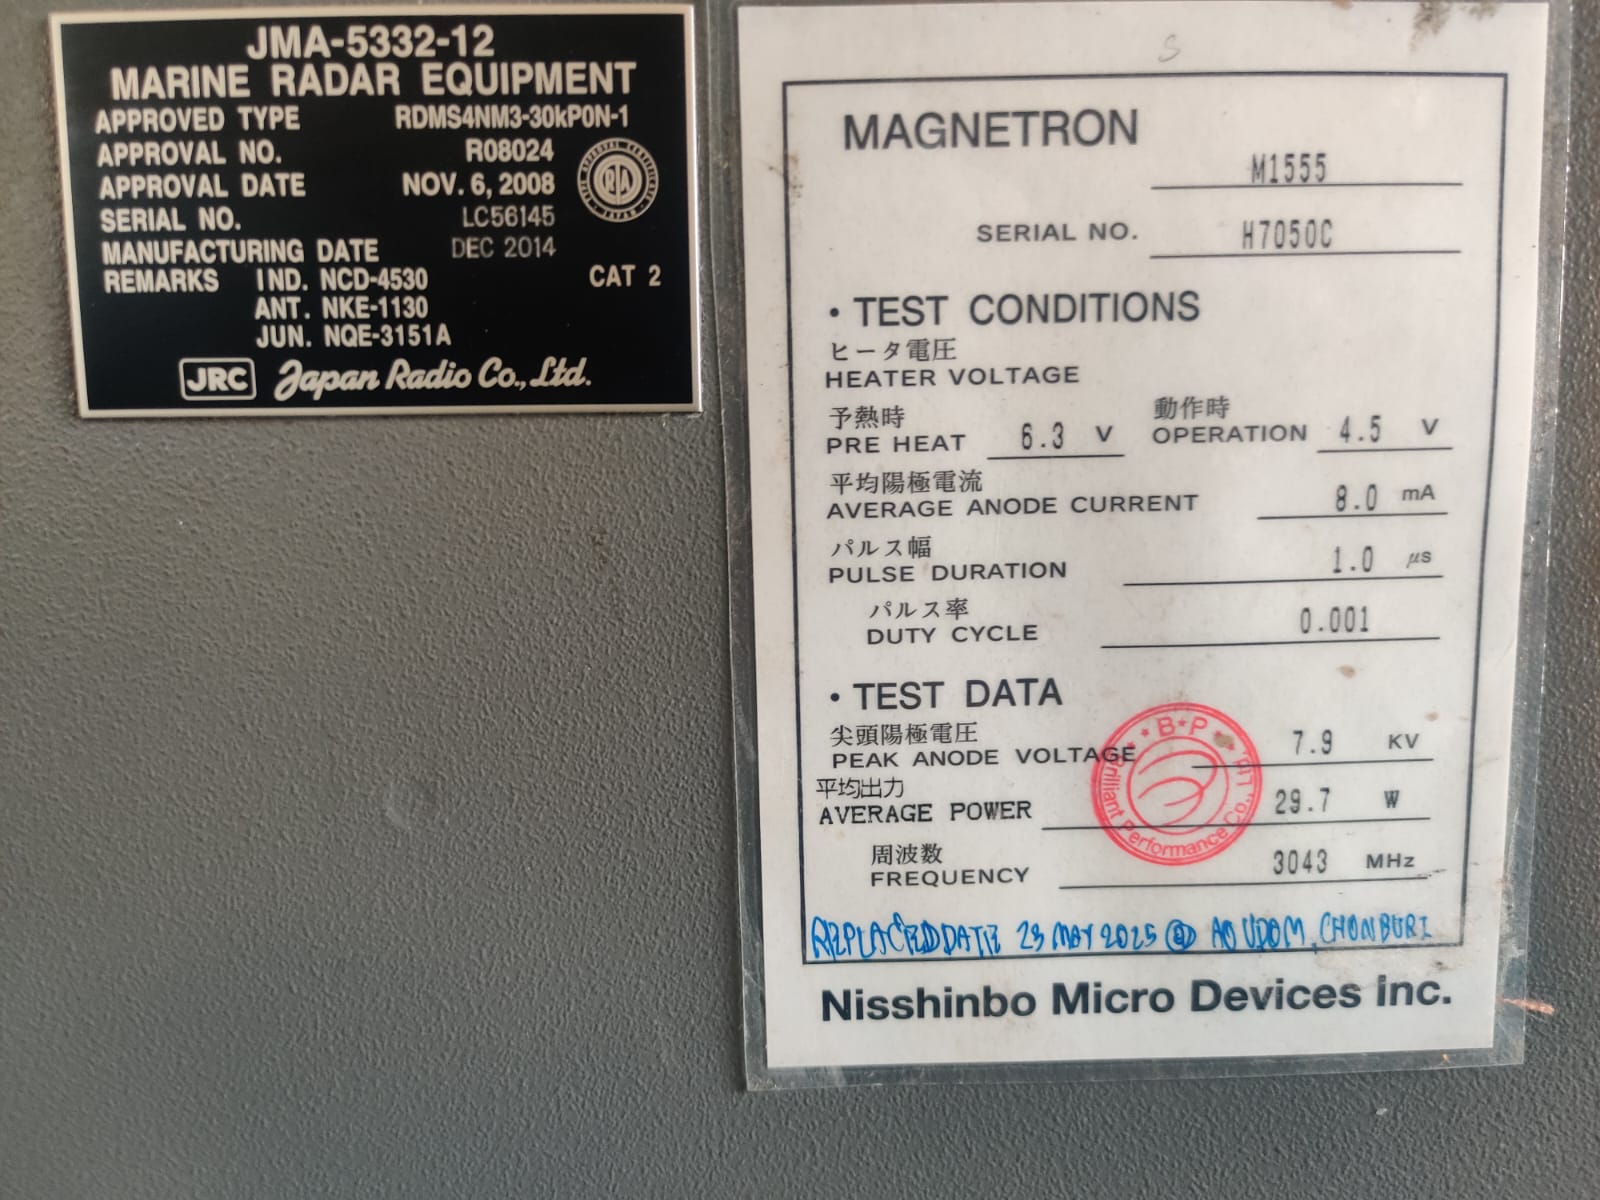 JMA-5332-12
MARINE RADAR EQUIPMENT
APPROVED TYPE RDMS4NM3-30kP0N-1
APPROVAL NO. R08024
APPROVAL DATE NOV. 6, 2008
SERIAL NO. LC56145
MANUFACTURING DATE DEC 2014
REMARKS IND. NCD-4530 CAT 2
ANT. NKE-1130
JUN. NQE-3151A
JRC Japan Radio Co., Ltd.
S
MAGNETRON
M1555
SERIAL NO. H7050C
・TEST CONDITIONS
ヒータ電圧
HEATER VOLTAGE
予熱時 動作時
PRE HEAT 6.3 V OPERATION 4.5 V
平均陽極電流
AVERAGE ANODE CURRENT 8.0 mA
パルス幅
PULSE DURATION 1.0 μs
パルス率
DUTY CYCLE 0.001
・TEST DATA
尖頭陽極電圧
PEAK ANODE VOLTAGE 7.9 KV
平均出力
AVERAGE POWER 29.7 W
周波数
FREQUENCY 3043 MHz
B★P
Brilliant Performance Co., Ltd.
REPLACED DATE 23 MAY 2025 @ AO UDOM, CHONBURI
Nisshinbo Micro Devices Inc.